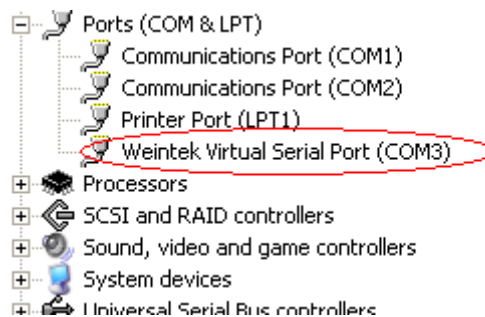 Ports (COM & LPT)
Communications Port (COM1)
Communications Port (COM2)
Printer Port (LPT1)
Weintek Virtual Serial Port (COM3)
Processors
SCSI and RAID controllers
Sound, video and game controllers
System devices
Universal Serial Bus controllers